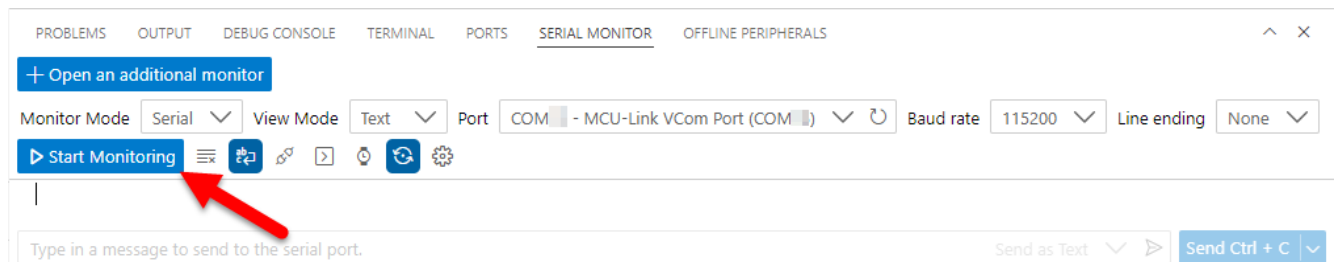 PROBLEMS OUTPUT DEBUG CONSOLE TERMINAL PORTS SERIAL MONITOR OFFLINE PERIPHERALS
+ Open an additional monitor
Monitor Mode Serial View Mode Text Port COM - MCU-Link VCom Port (COM ) Baud rate 115200 Line ending None
Start Monitoring
Type in a message to send to the serial port. Send as Text Send Ctrl + C